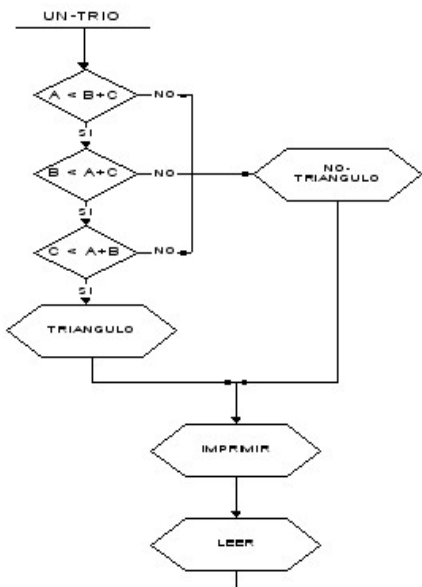 UN-TRIO
A < B+C
NO
SI
B < A+C
NO
NO-
TRIANGULO
SI
C < A+B
NO
SI
TRIANGULO
IMPRIMIR
LEER